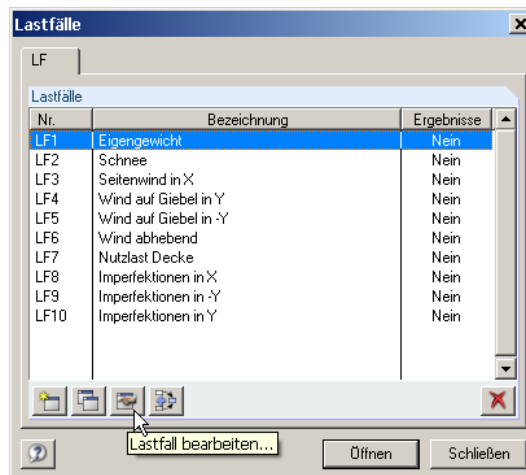 Lastfälle
LF
Lastfälle
Nr. Bezeichnung Ergebnisse
LF1 Eigengewicht Nein
LF2 Schnee Nein
LF3 Seitenwind in X Nein
LF4 Wind auf Giebel in Y Nein
LF5 Wind auf Giebel in -Y Nein
LF6 Wind abhebend Nein
LF7 Nutzlast Decke Nein
LF8 Imperfektionen in X Nein
LF9 Imperfektionen in -Y Nein
LF10 Imperfektionen in Y Nein
Lastfall bearbeiten...
Öffnen Schließen